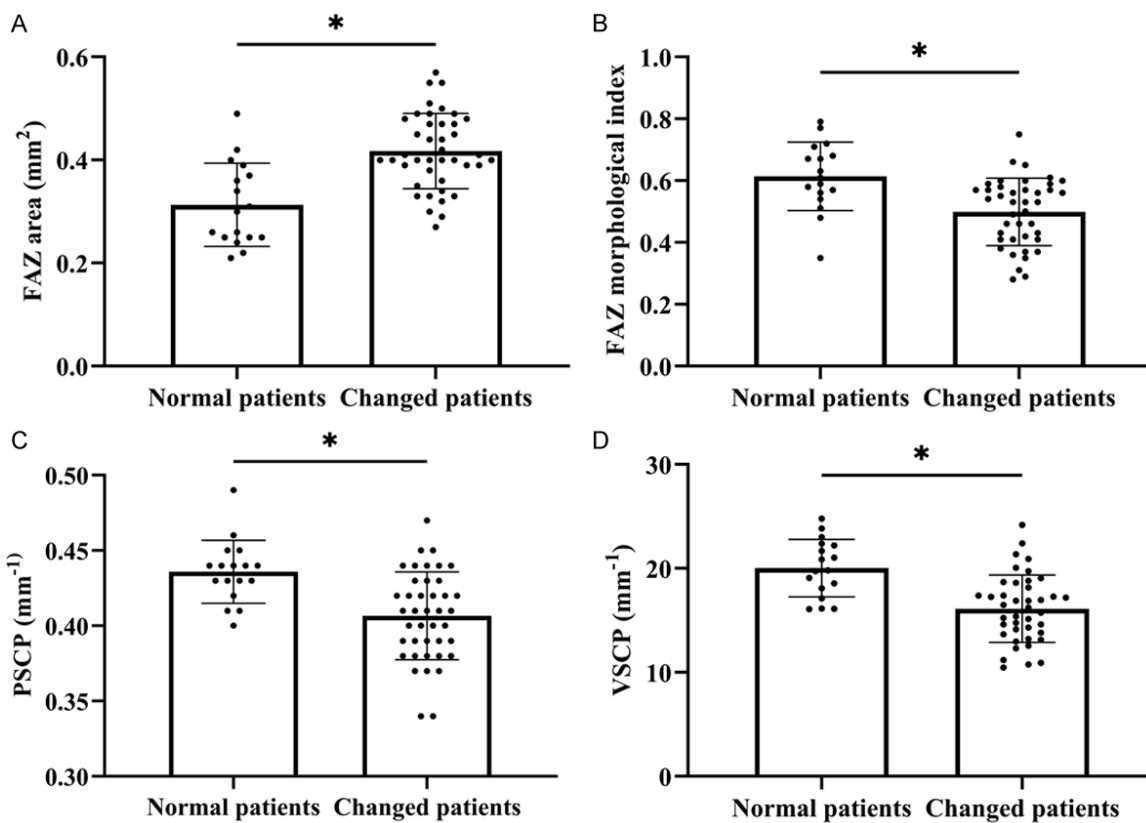 A
*
FAZ area (mm²)
0.6
0.4
0.2
0.0
Normal patients Changed patients
B
*
FAZ morphological index
1.0
0.8
0.6
0.4
0.2
0.0
Normal patients Changed patients
C
*
PSCP (mm⁻¹)
0.50
0.45
0.40
0.35
0.30
Normal patients Changed patients
D
*
VSCP (mm⁻¹)
30
20
10
0
Normal patients Changed patients